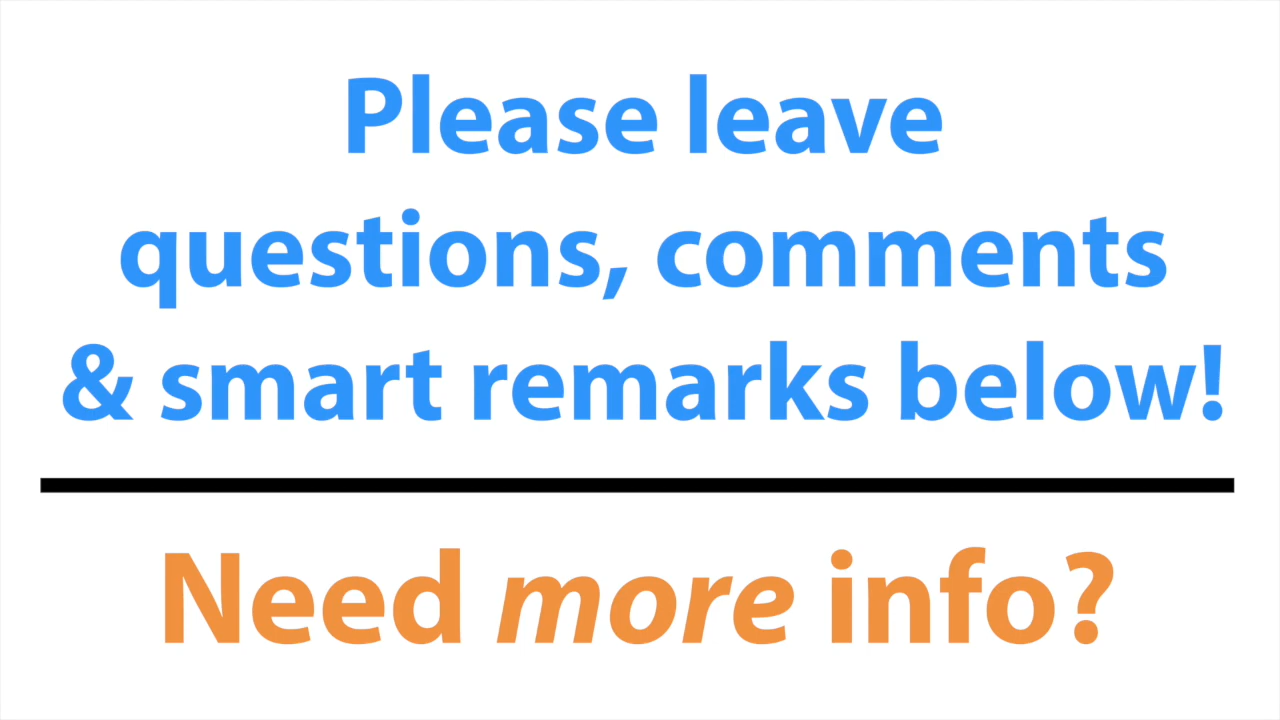 Please leave
questions, comments
& smart remarks below!
Need more info?